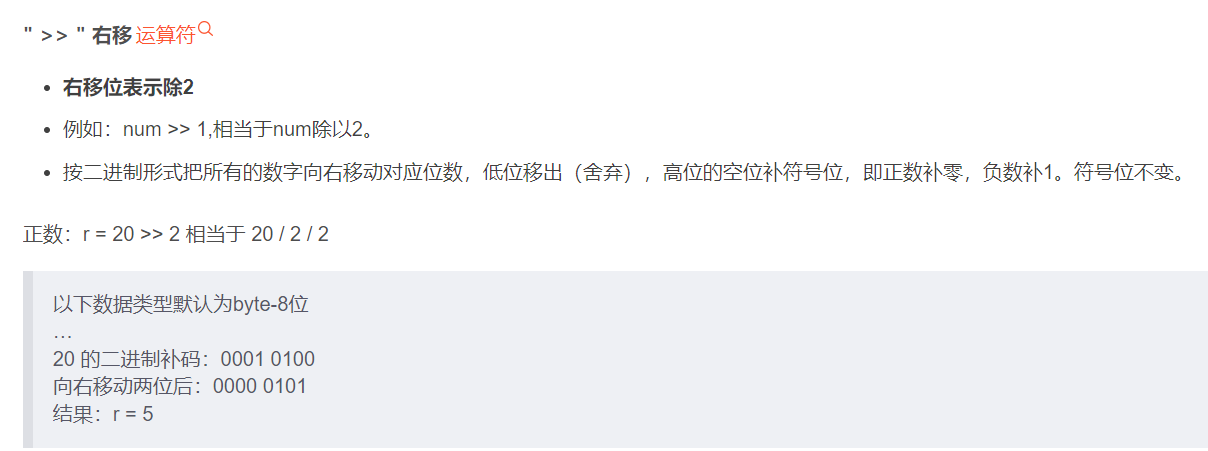 " >> " 右移 运算符
右移位表示除2
例如：num >> 1,相当于num除以2。
按二进制形式把所有的数字向右移动对应位数，低位移出（舍弃），高位的空位补符号位，即正数补零，负数补1。符号位不变。
正数：r = 20 >> 2 相当于 20 / 2 / 2
以下数据类型默认为byte-8位
…
20 的二进制补码：0001 0100
向右移动两位后：0000 0101
结果：r = 5